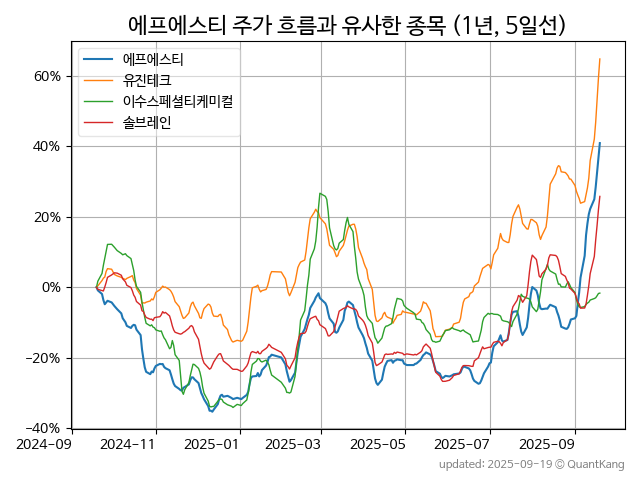 에프에스티 주가 흐름과 유사한 종목 (1년, 5일선)
에프에스티
유진테크
이수스페셜티케미컬
솔브레인
60%
40%
20%
0%
−20%
−40%
2024-09 2024-11 2025-01 2025-03 2025-05 2025-07 2025-09
updated: 2025-09-19 © QuantKang